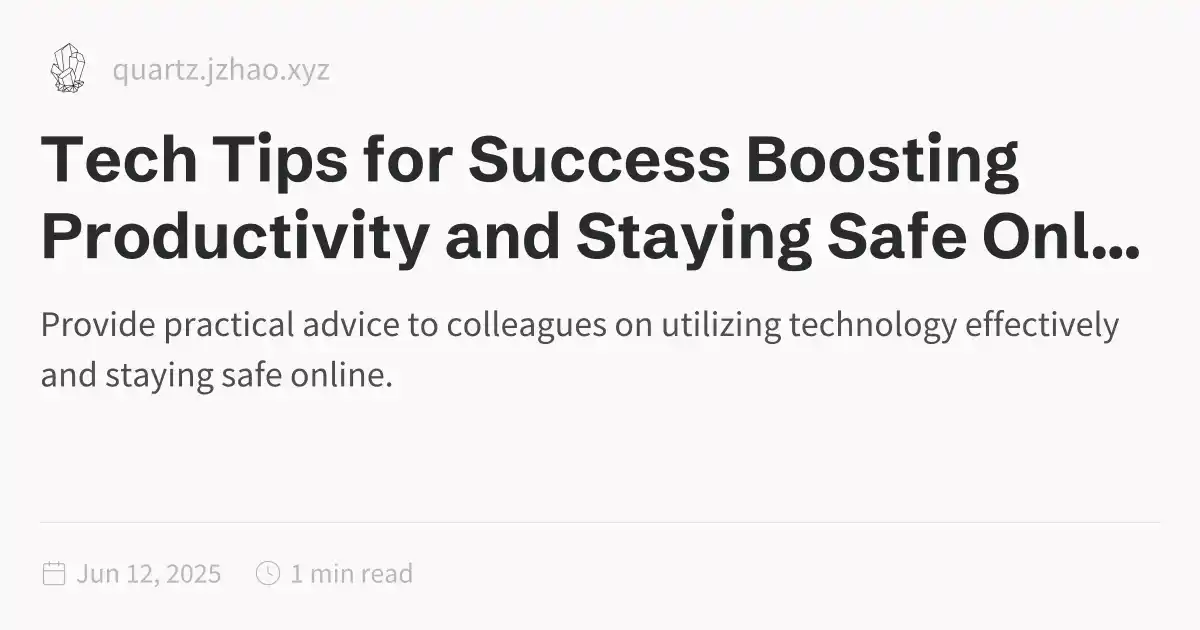 quartz.jzhao.xyz
Tech Tips for Success Boosting
Productivity and Staying Safe Onl...
Provide practical advice to colleagues on utilizing technology effectively
and staying safe online.
Jun 12, 2025 1 min read